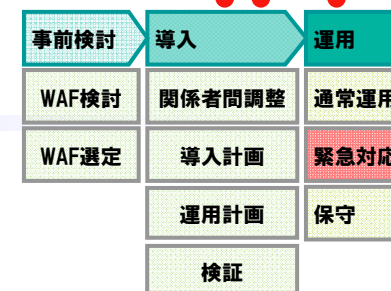 事前検討 導入 運用
WAF検討 関係者間調整 通常運用
WAF選定 導入計画 緊急対応
運用計画 保守
検証